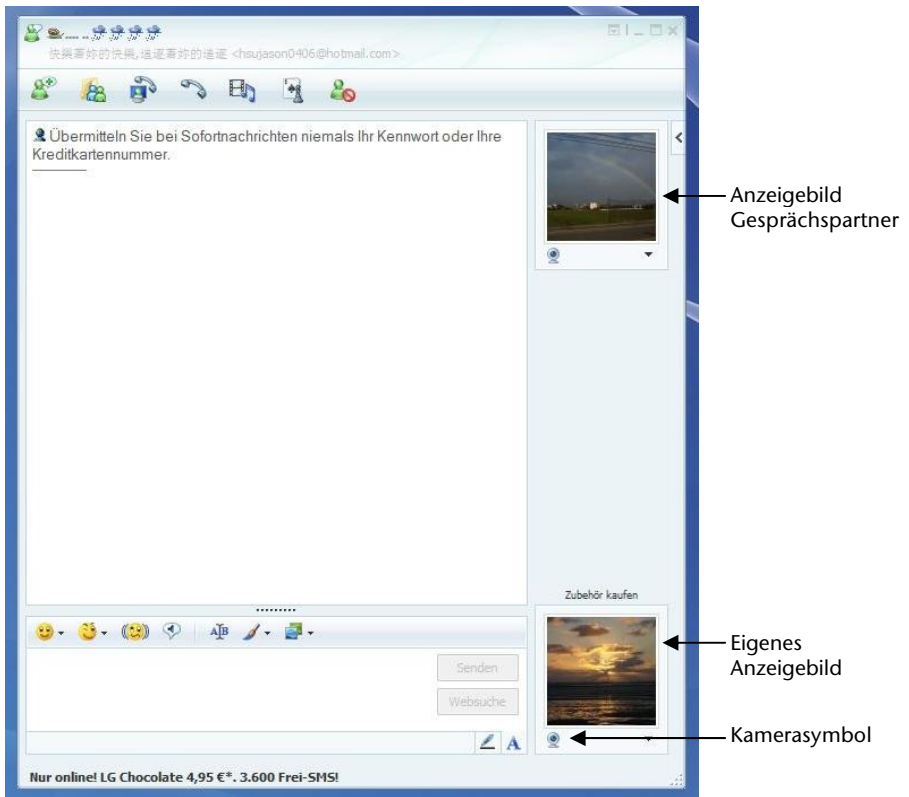 快樂著妳的快樂,追逐著妳的追逐 <hsujason0406@hotmail.com>
Übermitteln Sie bei Sofortnachrichten niemals Ihr Kennwort oder Ihre
Kreditkartennummer.
Anzeigebild
Gesprächspartner
Zubehör kaufen
Eigenes
Anzeigebild
Senden
Websuche
Kamerasymbol
Nur online! LG Chocolate 4,95 €*. 3.600 Frei-SMS!